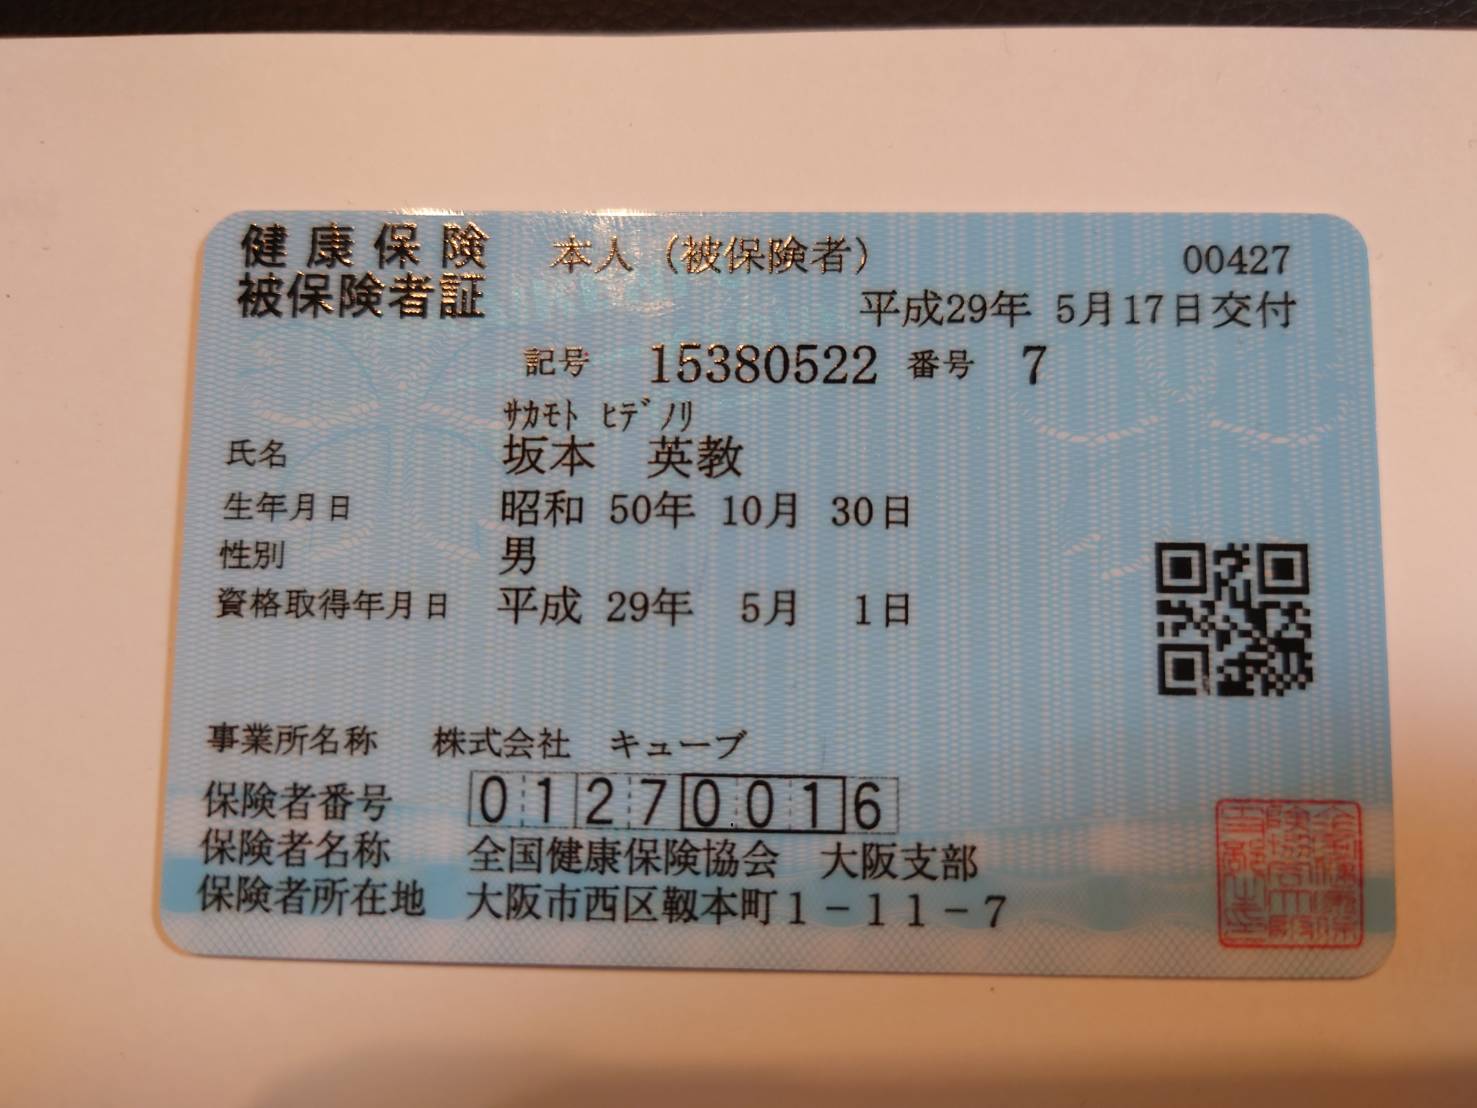 健康保険 本人（被保険者） 00427
被保険者証 平成29年 5月17日交付
記号 15380522 番号 7
ｻｶﾓﾄ ﾋﾃﾞﾉﾘ
氏名 坂本 英教
生年月日 昭和 50年 10月 30日
性別 男
資格取得年月日 平成 29年 5月 1日
事業所名称 株式会社 キューブ
保険者番号 01270016
保険者名称 全国健康保険協会 大阪支部
保険者所在地 大阪市西区靱本町1－11－7